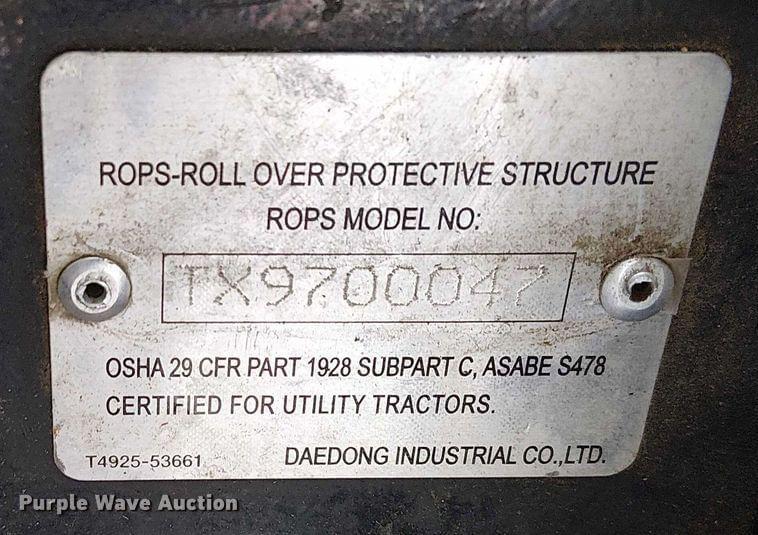 ROPS-ROLL OVER PROTECTIVE STRUCTURE
ROPS MODEL NO:
TX9700047
OSHA 29 CFR PART 1928 SUBPART C, ASABE S478
CERTIFIED FOR UTILITY TRACTORS.
T4925-53661 DAEDONG INDUSTRIAL CO.,LTD.
Purple Wave Auction